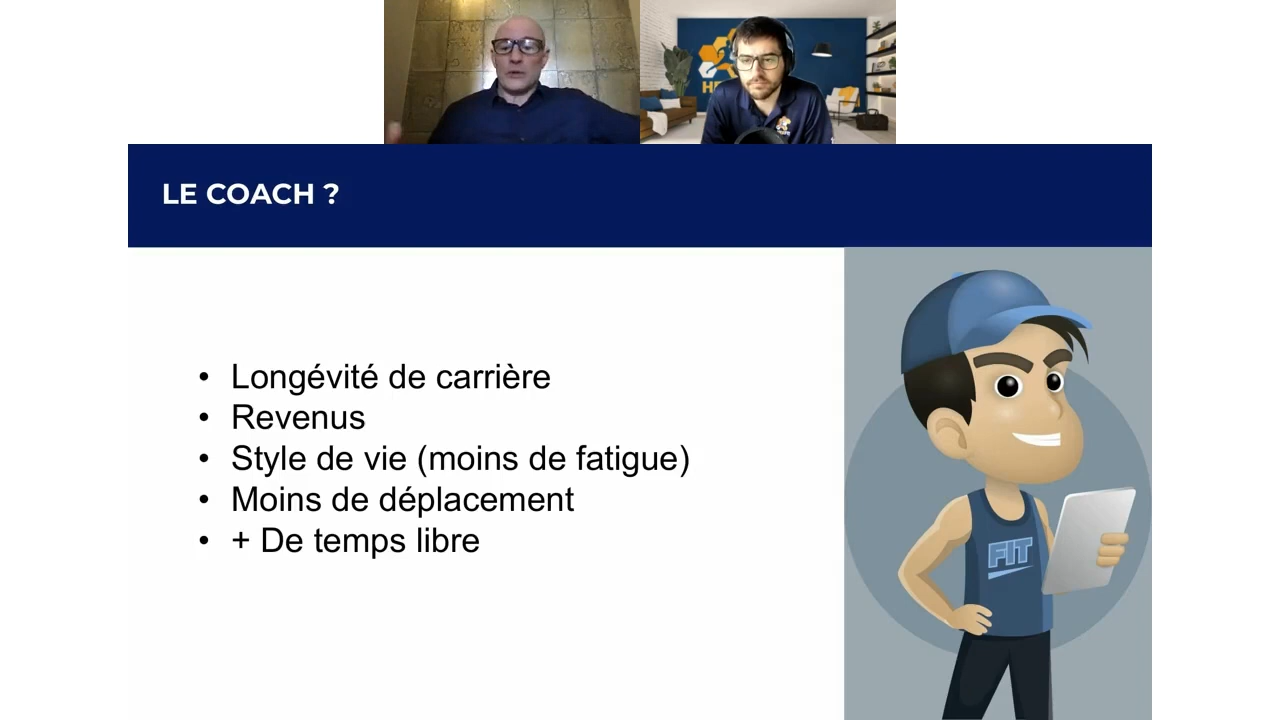 LE COACH ?
• Longévité de carrière
• Revenus
• Style de vie (moins de fatigue)
• Moins de déplacement
• + De temps libre
FIT